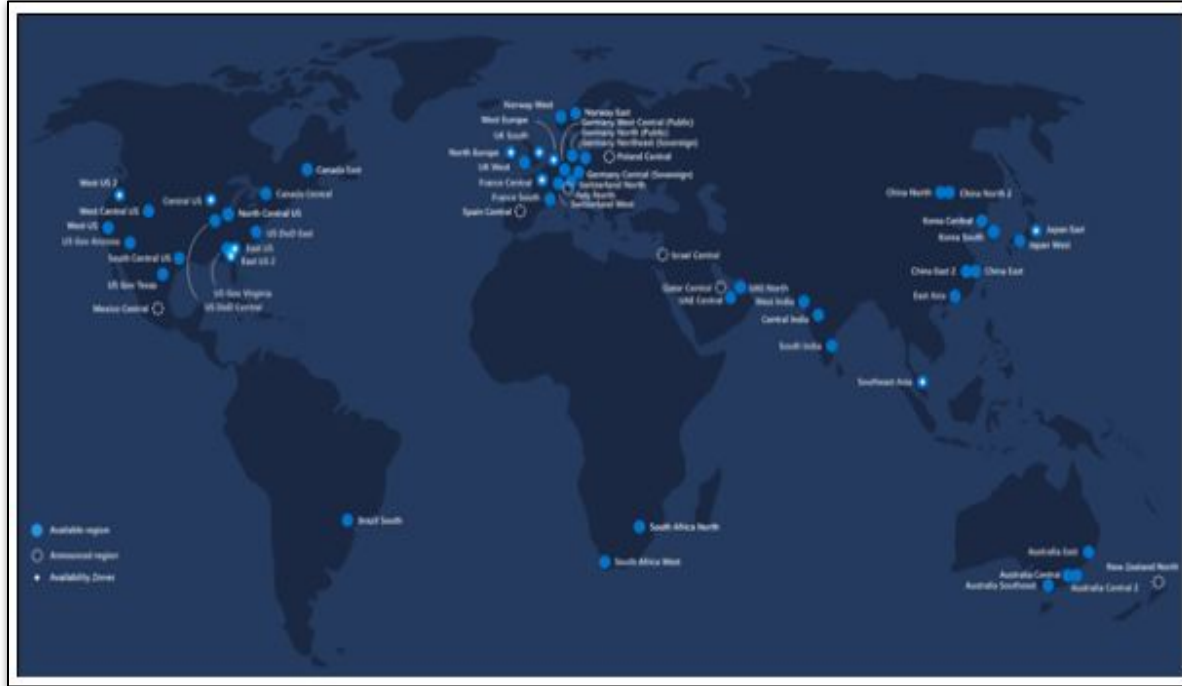 Norway West
Norway East
West Europe
Germany West Central (Public)
Germany North (Public)
UK South
Germany Northeast (Sovereign)
North Europe
Poland Central
UK West
Germany Central (Sovereign)
France Central
Switzerland North
Italy North
France South
Switzerland West
Spain Central
Canada East
West US 2
Central US
Canada Central
West Central US
North Central US
West US
US DoD East
US Gov Arizona
East US
South Central US
East US 2
US Gov Texas
US Gov Virginia
US DoD Central
Mexico Central
China North
China North 2
Korea Central
Japan East
Korea South
Japan West
Israel Central
China East 2
China East
Qatar Central
UAE North
UAE Central
West India
East Asia
Central India
South India
Southeast Asia
Brazil South
South Africa North
South Africa West
Australia East
New Zealand North
Australia Central
Australia Southeast
Australia Central 2
Available region
Announced region
Availability Zones